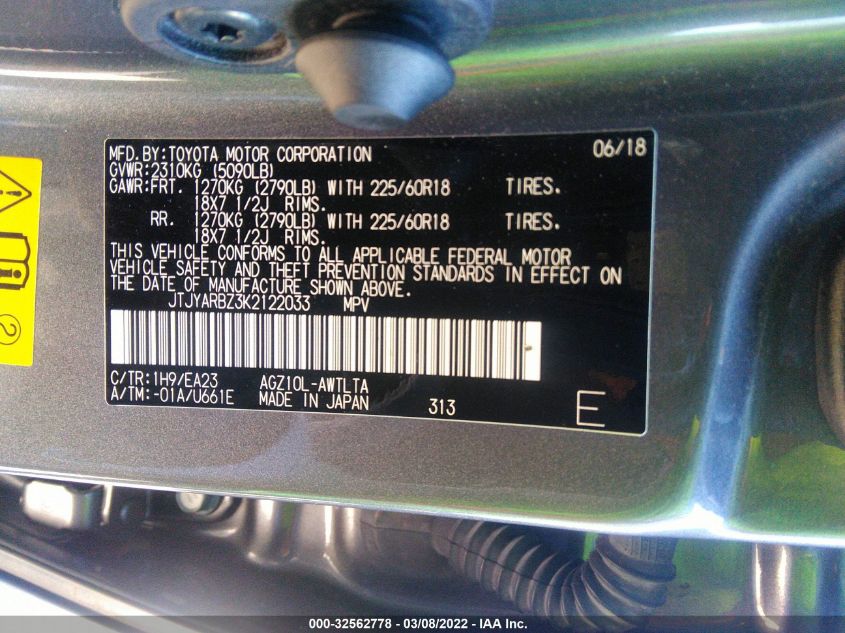 MFD.BY:TOYOTA MOTOR CORPORATION 06/18
GVWR:2310KG (5090LB)
GAWR:FRT. 1270KG (2790LB) WITH 225/60R18 TIRES.
18X7 1/2J RIMS.
RR. 1270KG (2790LB) WITH 225/60R18 TIRES.
18X7 1/2J RIMS.
THIS VEHICLE CONFORMS TO ALL APPLICABLE FEDERAL MOTOR
VEHICLE SAFETY AND THEFT PREVENTION STANDARDS IN EFFECT ON
THE DATE OF MANUFACTURE SHOWN ABOVE.
JTJYARBZ3K2122033 MPV
C/TR:1H9/EA23 AGZ10L-AWTLTA
A/TM:-01A/U661E MADE IN JAPAN 313 E
2
000-32562778 - 03/08/2022 - IAA Inc.